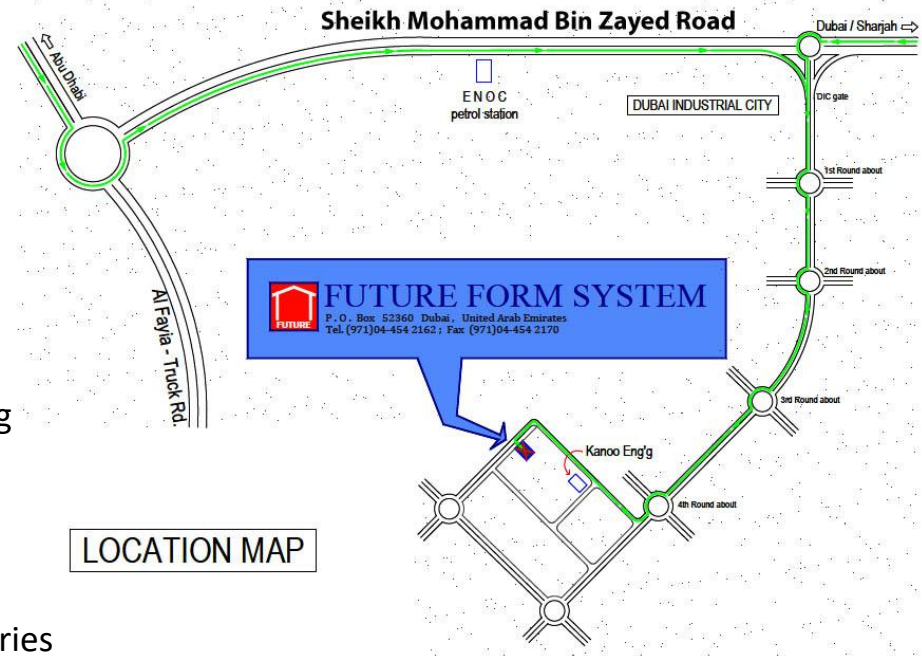 Sheikh Mohammad Bin Zayed Road
Dubai / Sharjah
Abu Dhabi
ENOC
petrol station
DUBAI INDUSTRIAL CITY
DIC gate
1st Round about
2nd Round about
FUTURE
FUTURE FORM SYSTEM
P.O. Box 52360 Dubai, United Arab Emirates
Tel.(971)04-454 2162; Fax (971)04-454 2170
Al Fayia - Truck Rd.
3rd Round about
g
Kanoo Eng'g
4th Round about
LOCATION MAP
ries